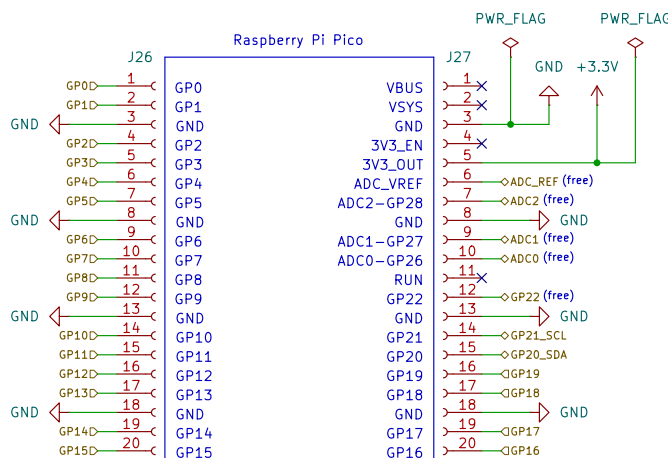 PWR_FLAG PWR_FLAG
Raspberry Pi Pico
J26 J27 GND +3.3V
GP0 1 GP0 VBUS 1
GP1 2 GP1 VSYS 2
GND 3 GND GND 3
GP2 4 GP2 3V3_EN 4
GP3 5 GP3 3V3_OUT 5
GP4 6 GP4 ADC_VREF 6 ADC_REF (free)
GP5 7 GP5 ADC2-GP28 7 ADC2 (free)
GND 8 GND GND 8 GND
GP6 9 GP6 ADC1-GP27 9 ADC1 (free)
GP7 10 GP7 ADC0-GP26 10 ADC0 (free)
GP8 11 GP8 RUN 11
GP9 12 GP9 GP22 12 GP22 (free)
GND 13 GND GND 13 GND
GP10 14 GP10 GP21 14 GP21_SCL
GP11 15 GP11 GP20 15 GP20_SDA
GP12 16 GP12 GP19 16 GP19
GP13 17 GP13 GP18 17 GP18
GND 18 GND GND 18 GND
GP14 19 GP14 GP17 19 GP17
GP15 20 GP15 GP16 20 GP16